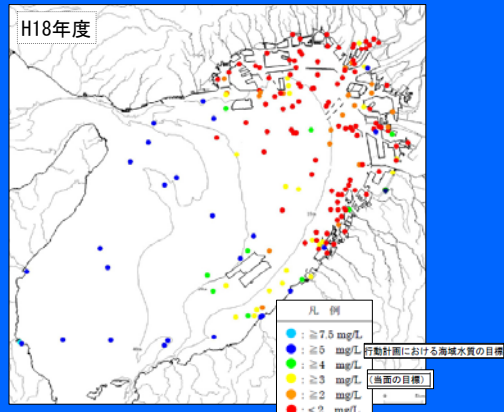 H18年度
凡 例
: ≧7.5 mg/L
: ≧5 mg/L
行動計画における海域水質の目標
: ≧4 mg/L
: ≧3 mg/L
(当面の目標)
: ≧2 mg/L
: <2 mg/L